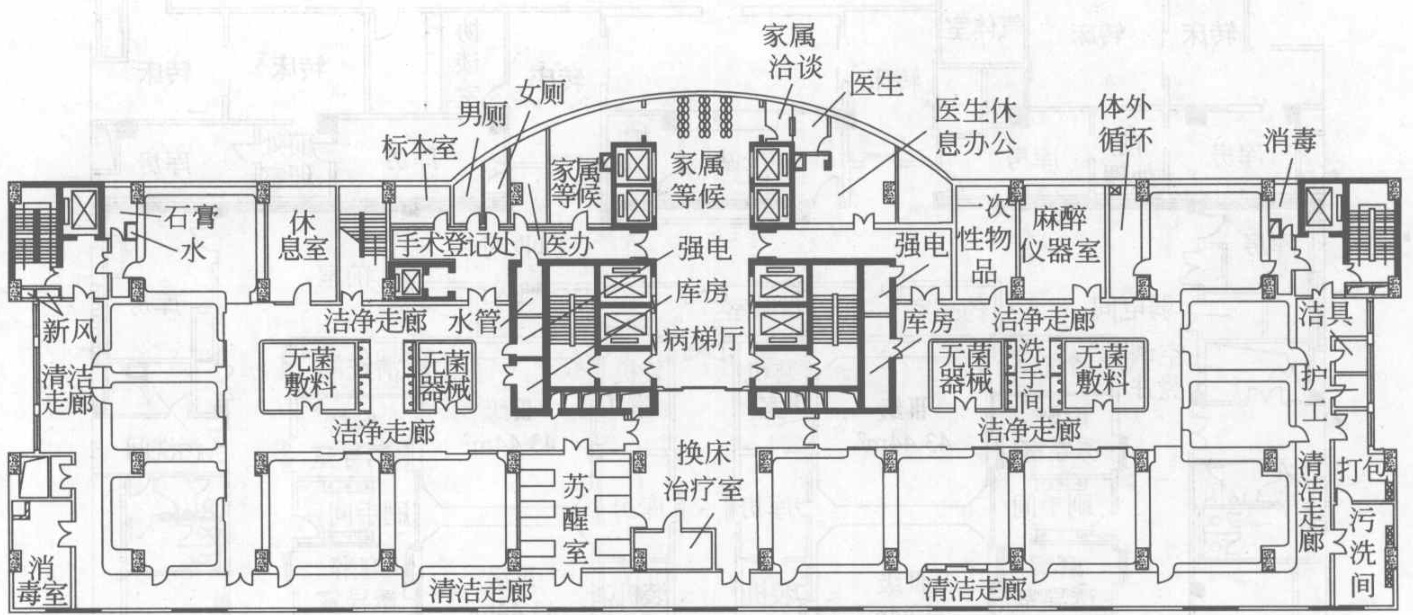 家属
洽谈
医生
女厕
男厕
标本室
医生休
息办公
体外
循环
消毒
家属
等候
家属
等候
石膏
水
休
息室
手术登记处
医办
强电
强电
一次
性物
品
麻醉
仪器室
新风
洁净走廊
水管
库房
库房
洁净走廊
洁具
清洁
走廊
无菌
敷料
无菌
器械
病梯厅
无菌
器械
洗
手
间
无菌
敷料
护
工
洁净走廊
洁净走廊
苏
醒
室
换床
治疗室
清
洁
走
廊
打包
污
洗
间
消
毒室
清洁走廊
清洁走廊